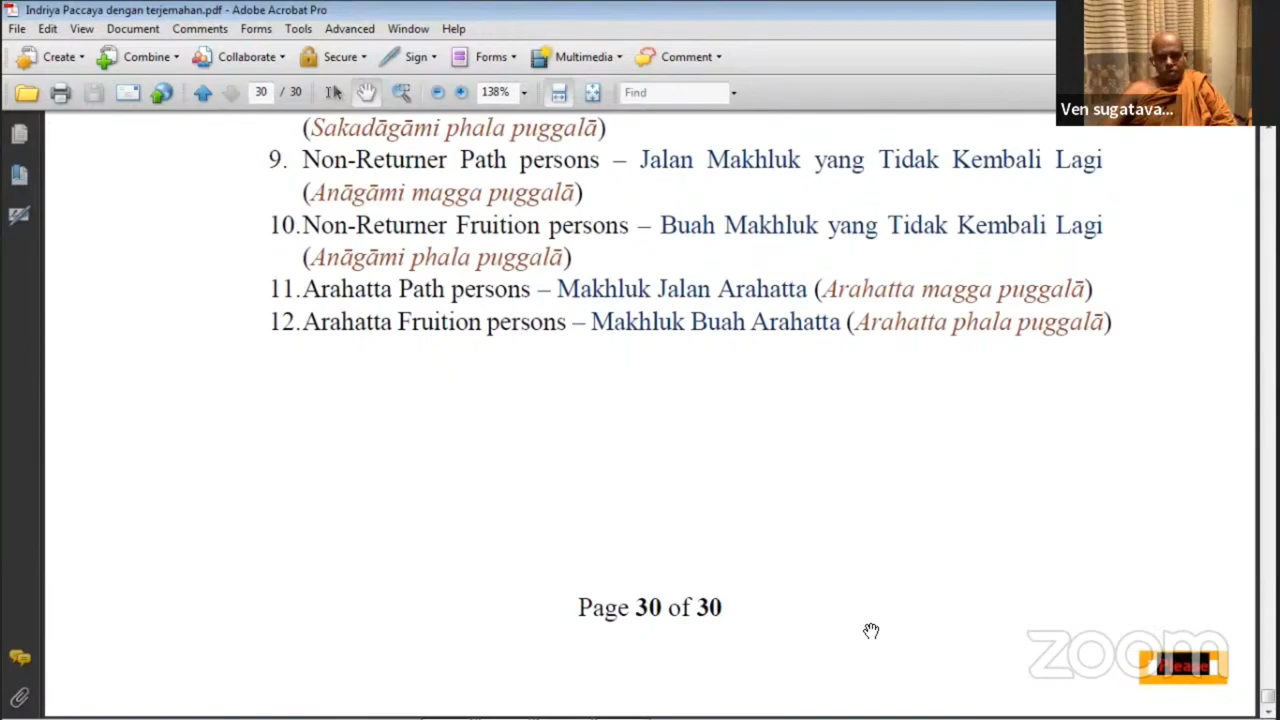 Indriya Paccaya dengan terjemahan.pdf - Adobe Acrobat Pro
File Edit View Document Comments Forms Tools Advanced Window Help
Create Combine Collaborate Secure Sign Forms Multimedia Comment
30 / 30 138% Find
Ven sugatava...
(Sakadāgāmi phala puggalā)
9. Non-Returner Path persons – Jalan Makhluk yang Tidak Kembali Lagi
(Anāgāmi magga puggalā)
10. Non-Returner Fruition persons – Buah Makhluk yang Tidak Kembali Lagi
(Anāgāmi phala puggalā)
11. Arahatta Path persons – Makhluk Jalan Arahatta (Arahatta magga puggalā)
12. Arahatta Fruition persons – Makhluk Buah Arahatta (Arahatta phala puggalā)
Page 30 of 30
zoom
Please